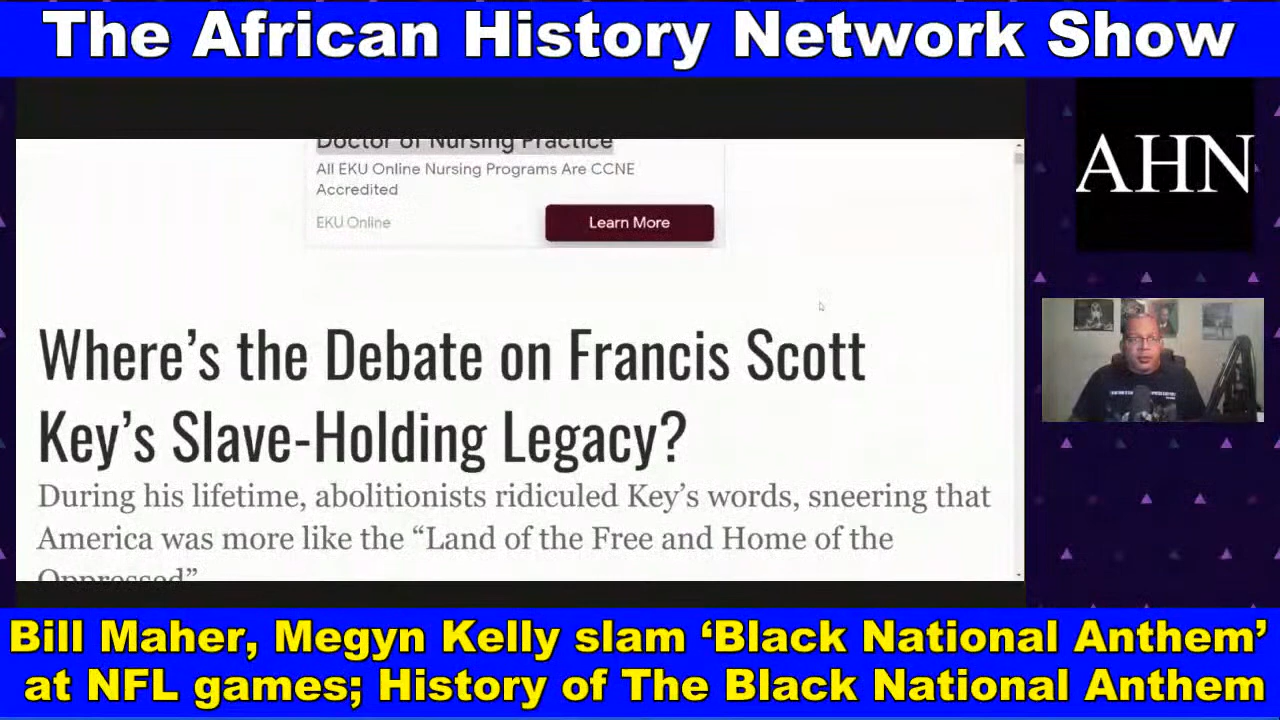 The African History Network Show
Doctor of Nursing Practice
All EKU Online Nursing Programs Are CCNE
Accredited
EKU Online
Learn More
AHN
Where’s the Debate on Francis Scott
Key’s Slave-Holding Legacy?
During his lifetime, abolitionists ridiculed Key’s words, sneering that
America was more like the “Land of the Free and Home of the
Oppressed”
Bill Maher, Megyn Kelly slam ‘Black National Anthem’
at NFL games; History of The Black National Anthem